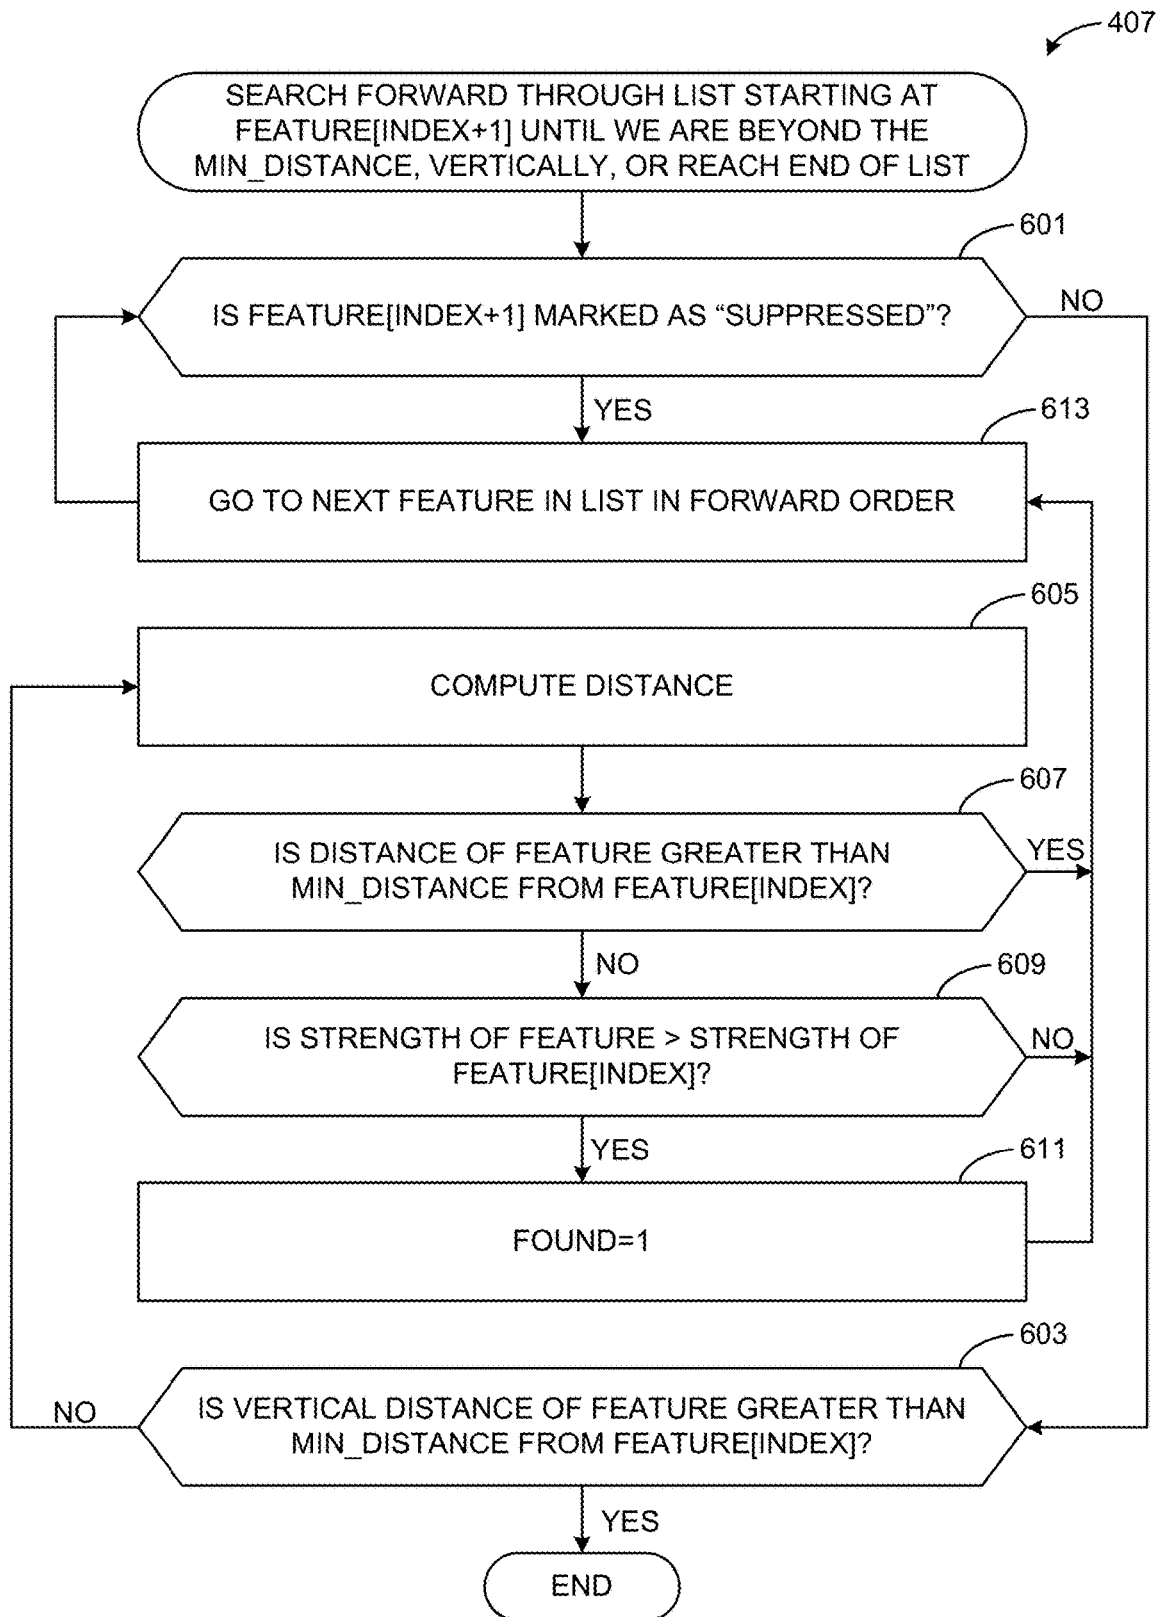 407
SEARCH FORWARD THROUGH LIST STARTING AT
FEATURE[INDEX+1] UNTIL WE ARE BEYOND THE
MIN_DISTANCE, VERTICALLY, OR REACH END OF LIST
601
IS FEATURE[INDEX+1] MARKED AS “SUPPRESSED”?
NO
YES
613
GO TO NEXT FEATURE IN LIST IN FORWARD ORDER
605
COMPUTE DISTANCE
607
IS DISTANCE OF FEATURE GREATER THAN
MIN_DISTANCE FROM FEATURE[INDEX]?
YES
NO
609
IS STRENGTH OF FEATURE > STRENGTH OF
FEATURE[INDEX]?
NO
YES
611
FOUND=1
603
IS VERTICAL DISTANCE OF FEATURE GREATER THAN
MIN_DISTANCE FROM FEATURE[INDEX]?
NO
YES
END